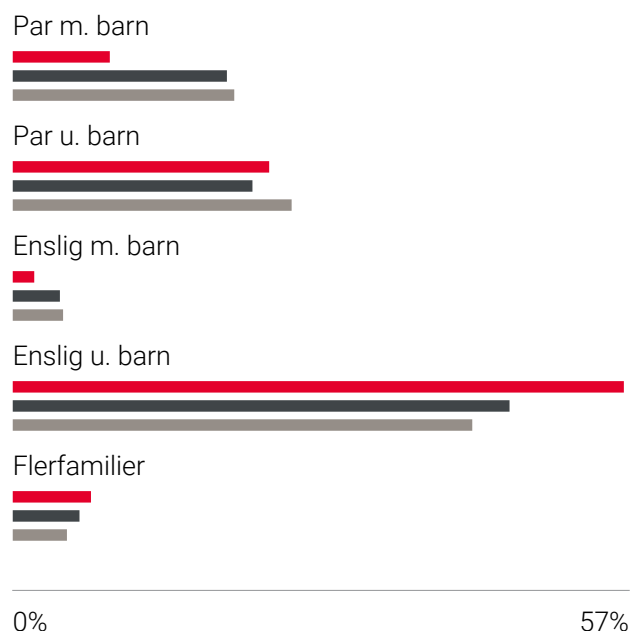 Par m. barn
Par u. barn
Enslig m. barn
Enslig u. barn
Flerfamilier
0% 57%